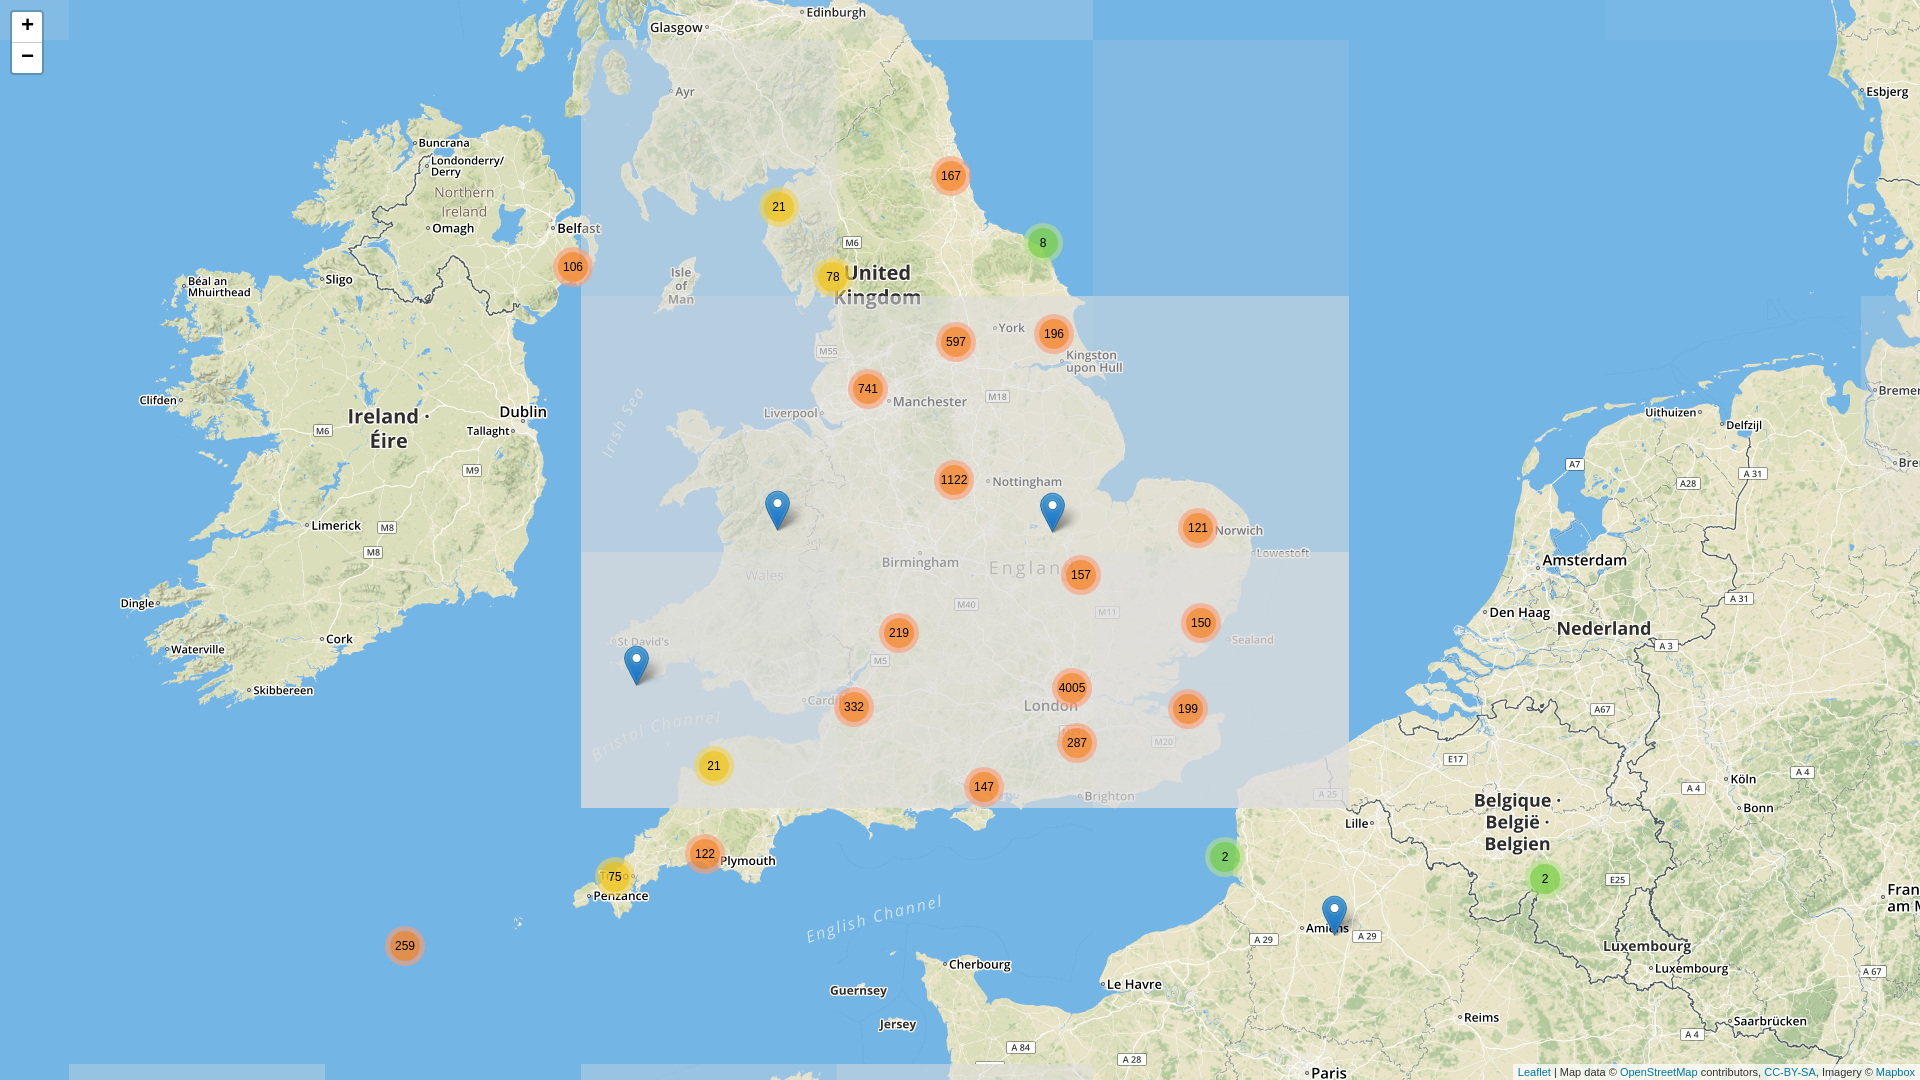 +
−
Edinburgh
Glasgow
Ayr
Esbjerg
Buncrana
Londonderry/
Derry
Northern
Ireland
Omagh
Belfast
167
21
M6
8
106
78
United
Kingdom
Isle
of
Man
Sligo
Béal an
Mhuirthead
York
196
597
M55
Kingston
upon Hull
741
Manchester
M18
Liverpool
Irish Sea
Clifden
Ireland ·
Éire
M6
Dublin
Tallaght
M9
Uithuizen
Delfzijl
Bremer
A7
A 31
A28
Bre
1122
Nottingham
Limerick
M8
M8
121
Norwich
Lowestoft
Birmingham
Wales
Englan
157
Amsterdam
A 31
Den Haag
Nederland
A 3
Dingle
Cork
Waterville
Skibbereen
M40
M11
219
150
Sealand
St David's
M5
4005
London
Cardiff
332
199
A67
Bristol Channel
287
M20
E17
21
147
Brighton
A 25
Köln
A 4
A 4
Bonn
Belgique ·
België ·
Belgien
Lille
122
Plymouth
75
Penzance
2
2
E25
Fran
am M
English Channel
259
Amiens
A 29
A 29
Luxembourg
Luxembourg
A 67
Cherbourg
Le Havre
Guernsey
Jersey
Reims
Saarbrücken
A 4
A 84
A 28
Paris
Leaflet | Map data © OpenStreetMap contributors, CC-BY-SA, Imagery © Mapbox